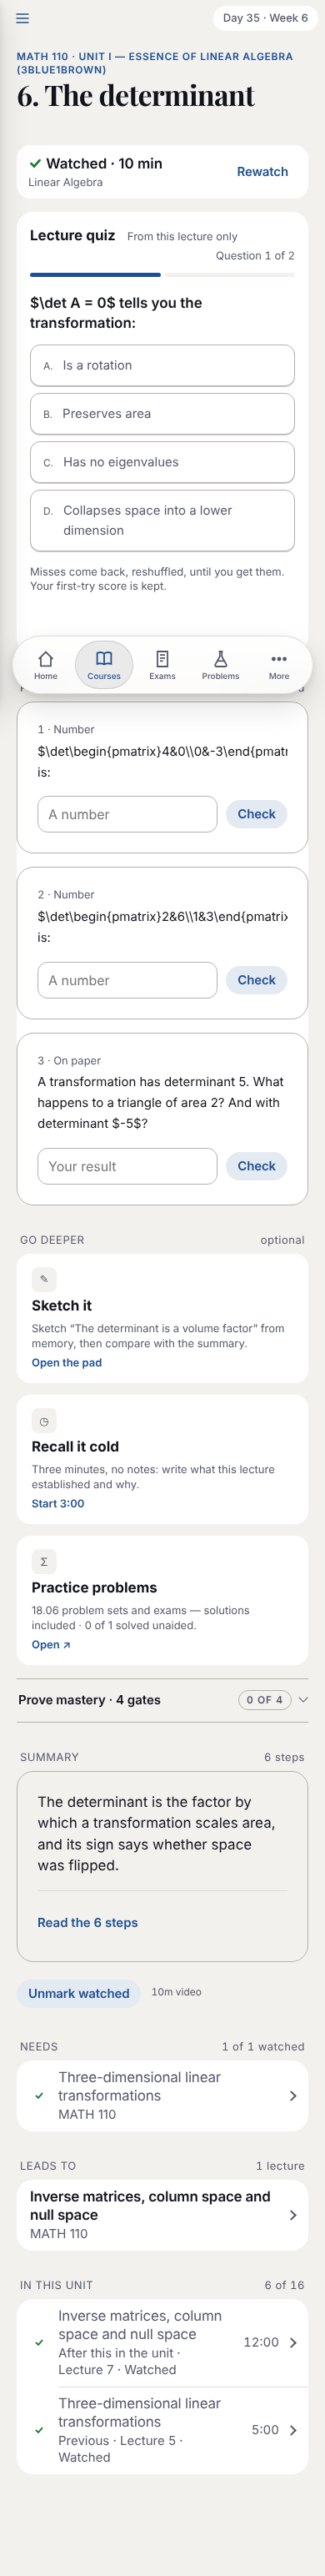 Day 35 · Week 6
MATH 110 · UNIT I — ESSENCE OF LINEAR ALGEBRA
(3BLUE1BROWN)
6. The determinant
Watched · 10 min
Linear Algebra
Rewatch
Lecture quiz From this lecture only
Question 1 of 2
$\det A = 0$ tells you the
transformation:
A. Is a rotation
B. Preserves area
C. Has no eigenvalues
D. Collapses space into a lower
dimension
Misses come back, reshuffled, until you get them.
Your first-try score is kept.
Home
Courses
Exams
Problems
More
1 · Number
$\det\begin{pmatrix}4&0\\0&-3\end{pmatr
is:
A number
Check
2 · Number
$\det\begin{pmatrix}2&6\\1&3\end{pmatrix
is:
A number
Check
3 · On paper
A transformation has determinant 5. What
happens to a triangle of area 2? And with
determinant $-5$?
Your result
Check
GO DEEPER optional
✎
Sketch it
Sketch “The determinant is a volume factor” from
memory, then compare with the summary.
Open the pad
◷
Recall it cold
Three minutes, no notes: write what this lecture
established and why.
Start 3:00
Σ
Practice problems
18.06 problem sets and exams — solutions
included · 0 of 1 solved unaided.
Open ↗
Prove mastery · 4 gates 0 OF 4
SUMMARY 6 steps
The determinant is the factor by
which a transformation scales area,
and its sign says whether space
was flipped.
Read the 6 steps
Unmark watched 10m video
NEEDS 1 of 1 watched
Three-dimensional linear
transformations
MATH 110
LEADS TO 1 lecture
Inverse matrices, column space and
null space
MATH 110
IN THIS UNIT 6 of 16
Inverse matrices, column
space and null space
After this in the unit ·
Lecture 7 · Watched
12:00
Three-dimensional linear
transformations
Previous · Lecture 5 ·
Watched
5:00